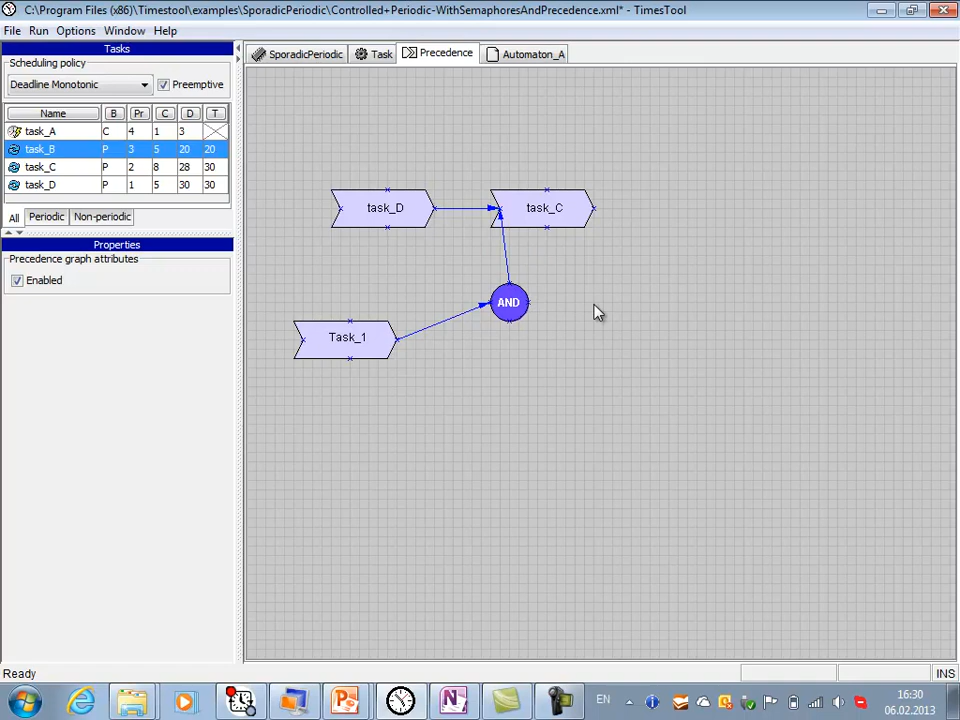 C:\Program Files (x86)\Timestool\examples\SporadicPeriodic\Controlled+Periodic-WithSemaphoresAndPrecedence.xml* - TimesTool
File Run Options Window Help
Tasks
Scheduling policy
Deadline Monotonic Preemptive
Name B Pr C D T
task_A C 4 1 3
task_B P 3 5 20 20
task_C P 2 8 28 30
task_D P 1 5 30 30
All Periodic Non-periodic
Properties
Precedence graph attributes
Enabled
SporadicPeriodic Task Precedence Automaton_A
task_D task_C
AND
Task_1
Ready
INS
EN
16:30
06.02.2013